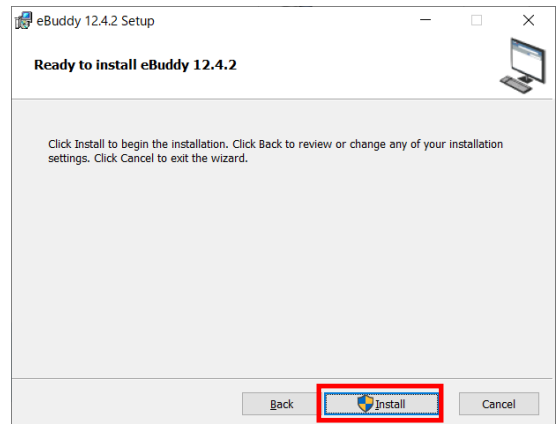 eBuddy 12.4.2 Setup
Ready to install eBuddy 12.4.2
Click Install to begin the installation. Click Back to review or change any of your installation
settings. Click Cancel to exit the wizard.
Back Install Cancel